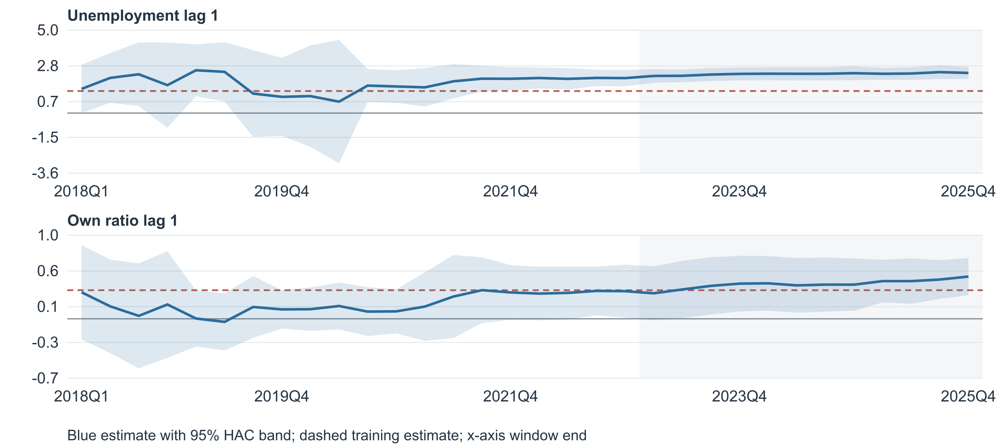 Unemployment lag 1
5.0
2.8
0.7
-1.5
-3.6
2018Q1 2019Q4 2021Q4 2023Q4 2025Q4
Own ratio lag 1
1.0
0.6
0.1
-0.3
-0.7
2018Q1 2019Q4 2021Q4 2023Q4 2025Q4
Blue estimate with 95% HAC band; dashed training estimate; x-axis window end